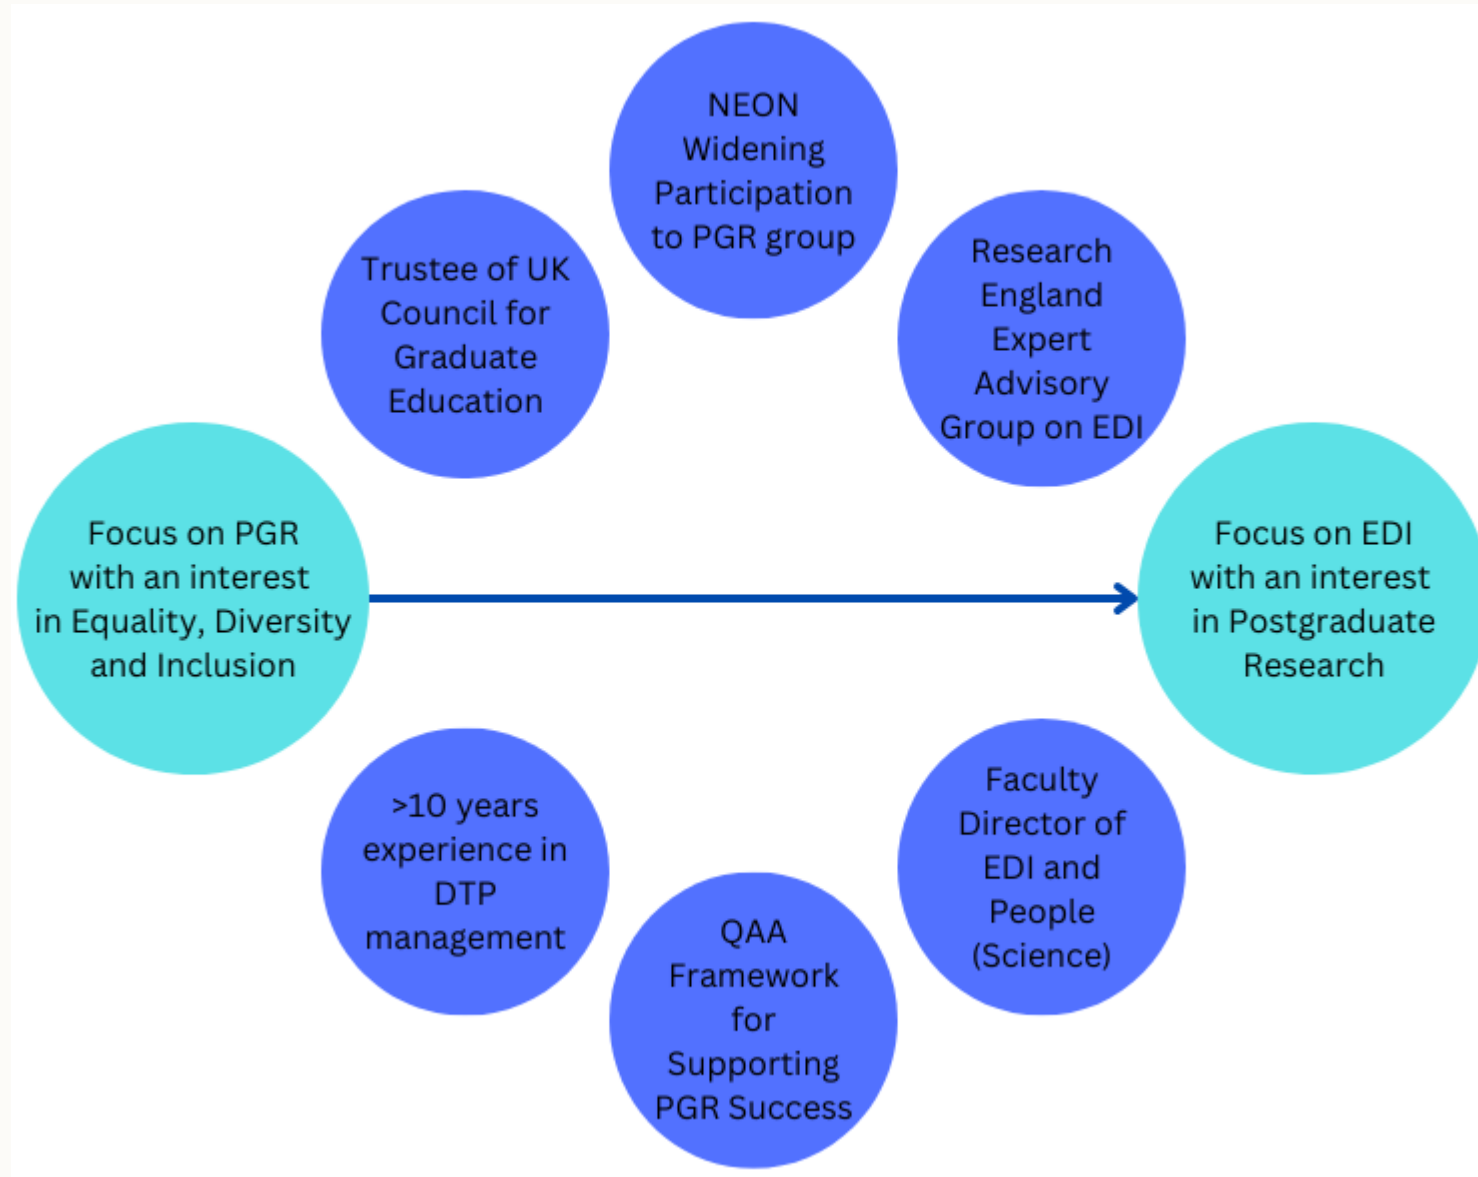 NEON
Widening
Participation
to PGR group
Trustee of UK
Council for
Graduate
Education
Research
England
Expert
Advisory
Group on EDI
Focus on PGR
with an interest
in Equality, Diversity
and Inclusion
Focus on EDI
with an interest
in Postgraduate
Research
>10 years
experience in
DTP
management
QAA
Framework
for
Supporting
PGR Success
Faculty
Director of
EDI and
People
(Science)